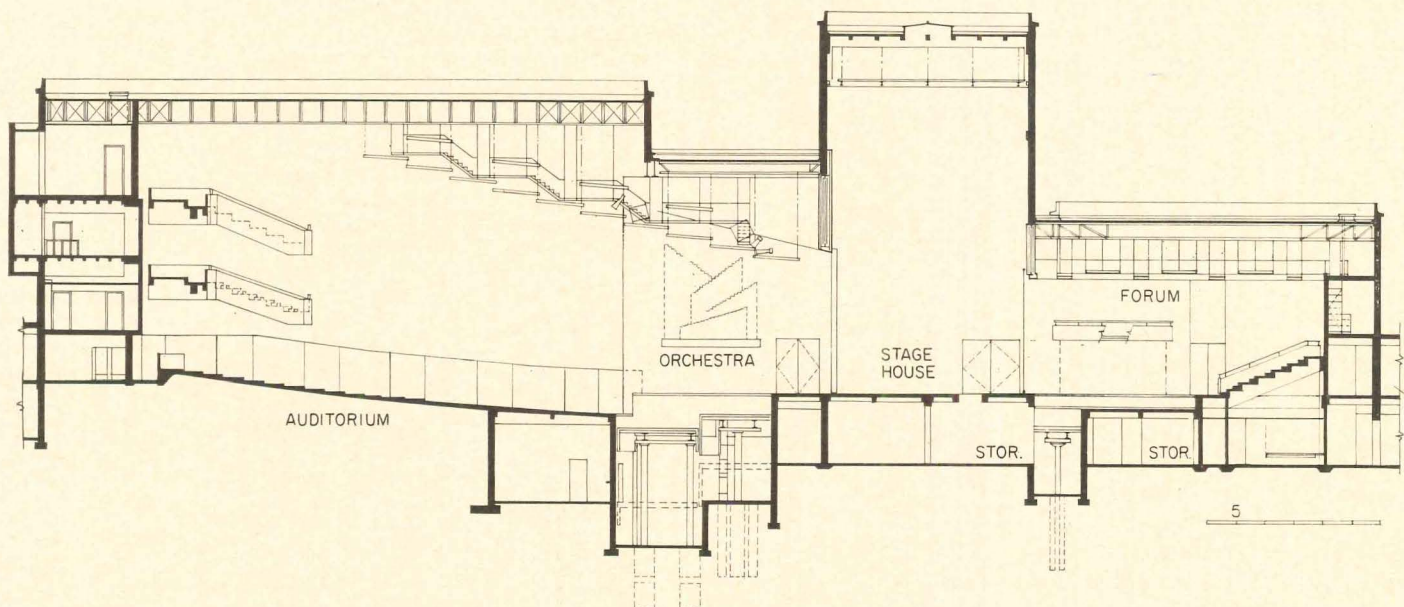 FORUM
ORCHESTRA
STAGE
HOUSE
AUDITORIUM
STOR.
STOR.
5